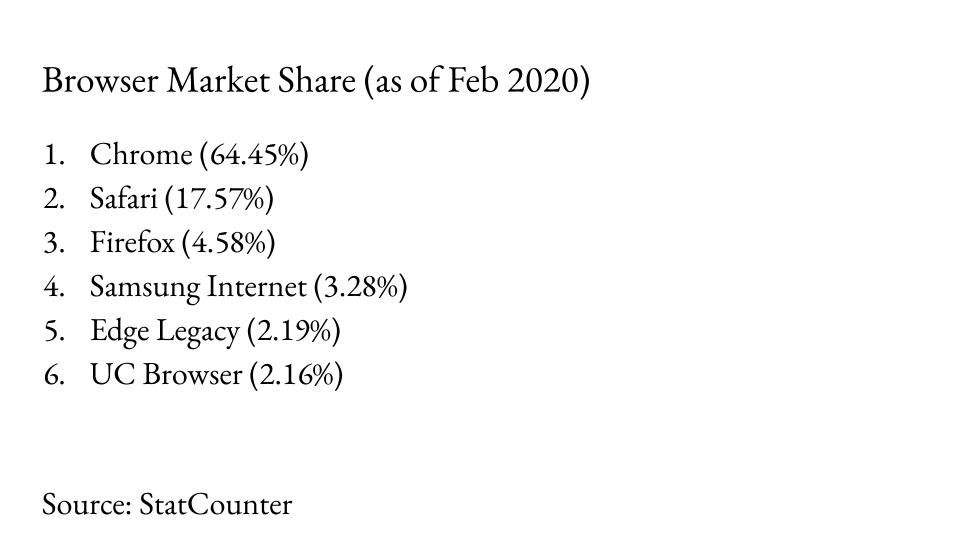 Browser Market Share (as of Feb 2020)
1. Chrome (64.45%)
2. Safari (17.57%)
3. Firefox (4.58%)
4. Samsung Internet (3.28%)
5. Edge Legacy (2.19%)
6. UC Browser (2.16%)
Source: StatCounter